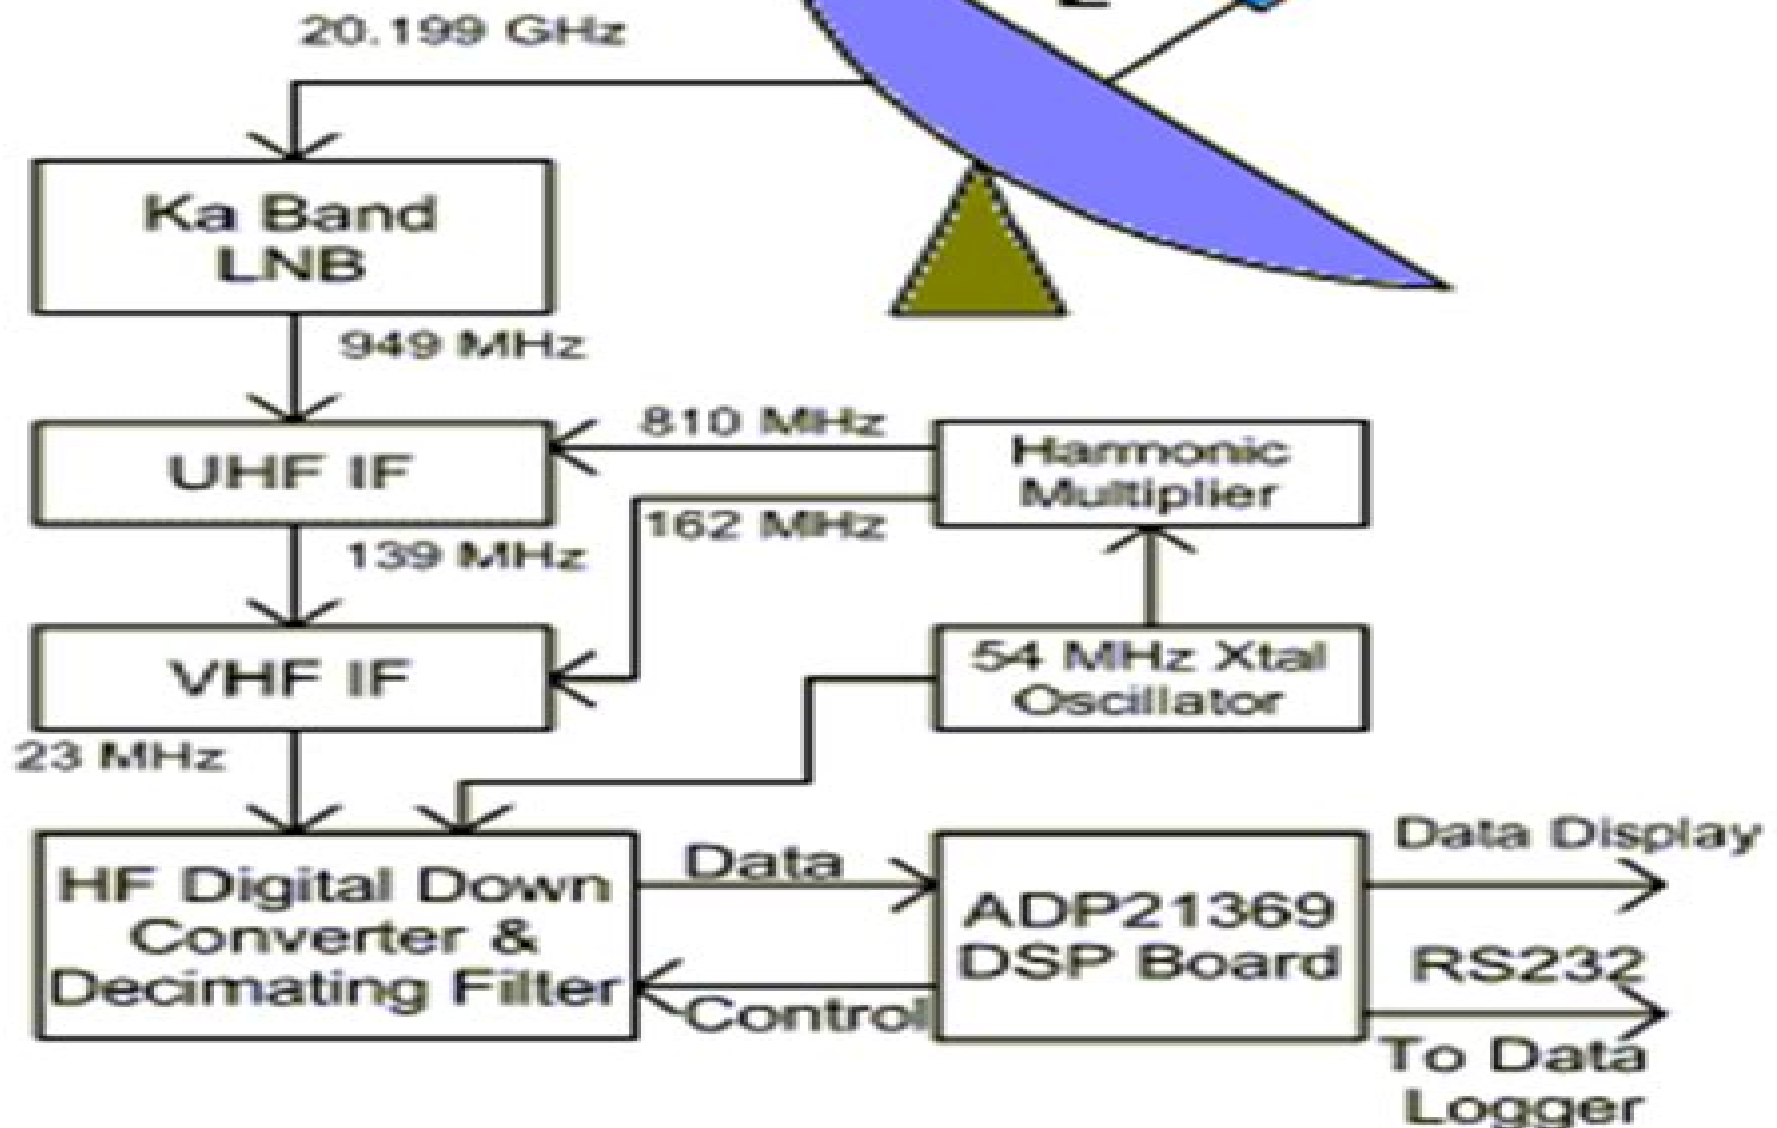 20.199 GHz
Ka Band
LNB
949 MHz
810 MHz
Harmonic
Multiplier
UHF IF
162 MHz
139 MHz
54 MHz Xtal
Oscillator
VHF IF
23 MHz
Data Display
Data
HF Digital Down
Converter &
Decimating Filter
ADP21369
DSP Board
RS232
Control
To Data
Logger